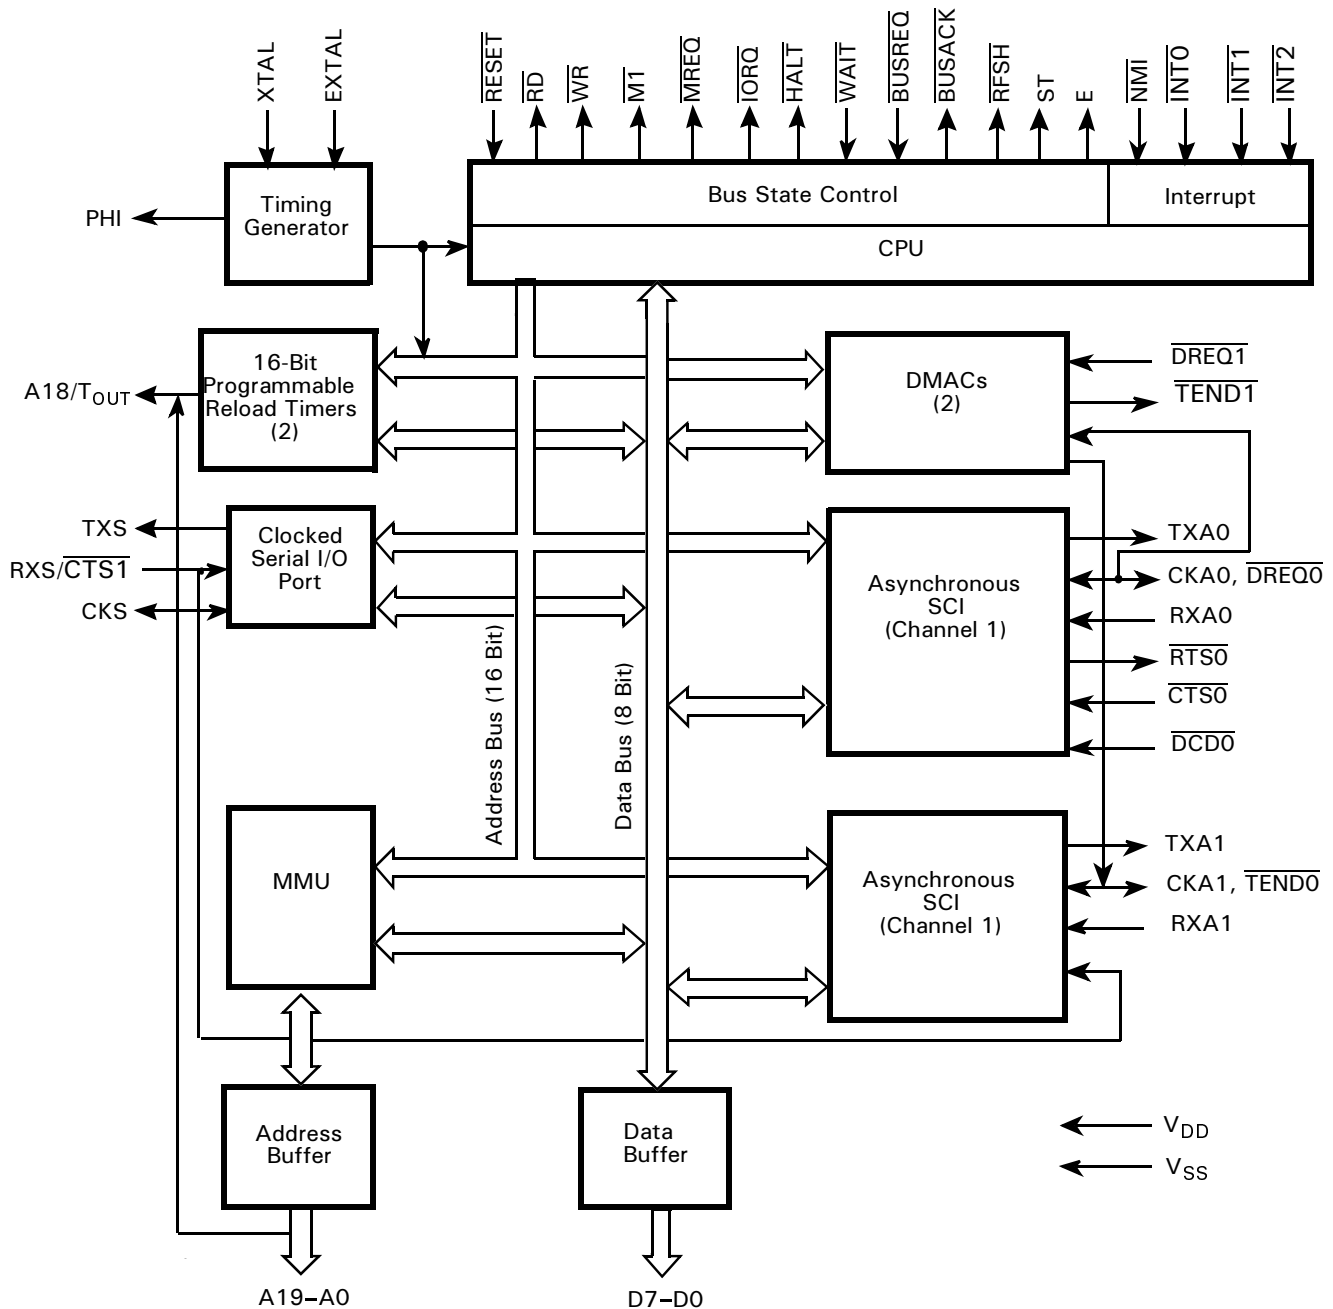 XTAL
EXTAL
RESET
RD
WR
M1
MREQ
IORQ
HALT
WAIT
BUSREQ
BUSACK
RFSH
ST
E
NMI
INT0
INT1
INT2
Timing
Generator
PHI
Bus State Control
Interrupt
CPU
16-Bit
Programmable
Reload Timers
(2)
A18/TOUT
DMACs
(2)
DREQ1
TEND1
TXS
RXS/CTS1
CKS
Clocked
Serial I/O
Port
Asynchronous
SCI
(Channel 1)
TXA0
CKA0, DREQ0
RXA0
RTS0
CTS0
DCD0
Address Bus (16 Bit)
Data Bus (8 Bit)
MMU
Asynchronous
SCI
(Channel 1)
TXA1
CKA1, TEND0
RXA1
Address
Buffer
Data
Buffer
VDD
VSS
A19–A0
D7–D0